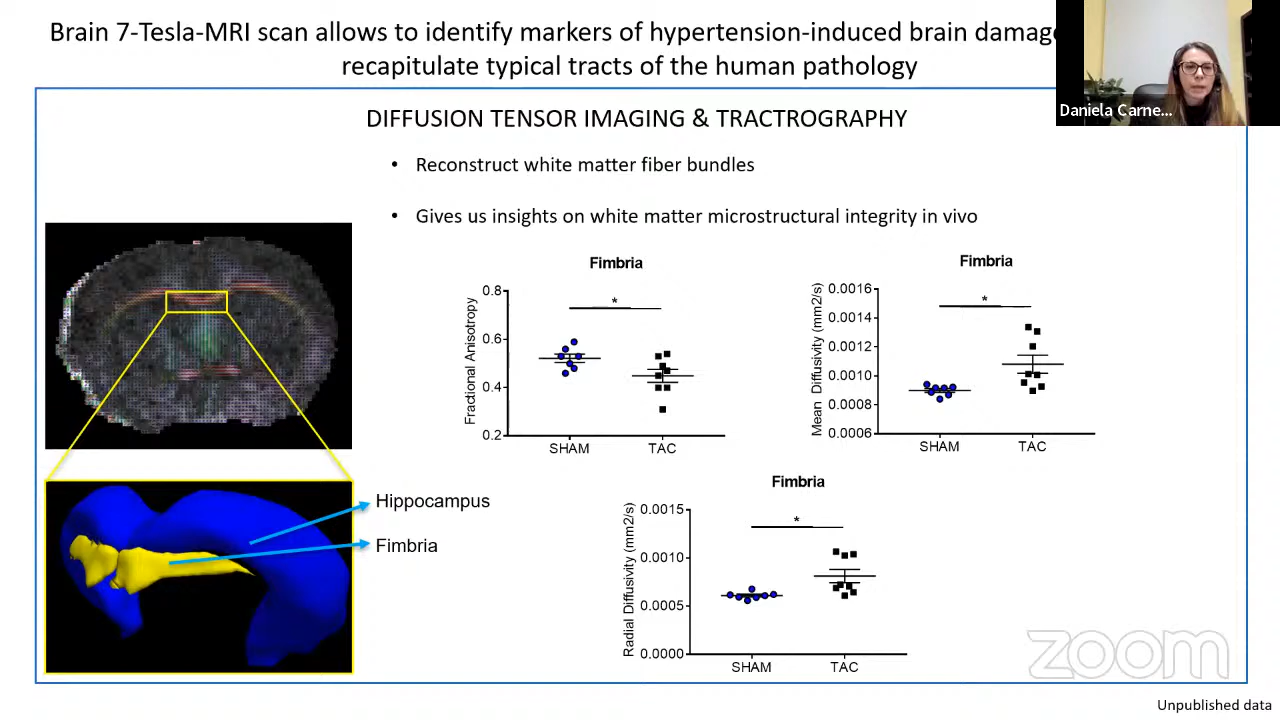 Brain 7-Tesla-MRI scan allows to identify markers of hypertension-induced brain damage
recapitulate typical tracts of the human pathology
Daniela Carne...
DIFFUSION TENSOR IMAGING & TRACTROGRAPHY
• Reconstruct white matter fiber bundles
• Gives us insights on white matter microstructural integrity in vivo
Fimbria
Fractional Anisotropy
0.8
0.6
0.4
0.2
*
SHAM TAC
Fimbria
Mean Diffusivity (mm2/s)
0.0016
0.0014
0.0012
0.0010
0.0008
0.0006
*
SHAM TAC
Hippocampus
Fimbria
Fimbria
Radial Diffusivity (mm2/s)
0.0015
0.0010
0.0005
0.0000
*
SHAM TAC
zoom
Unpublished data